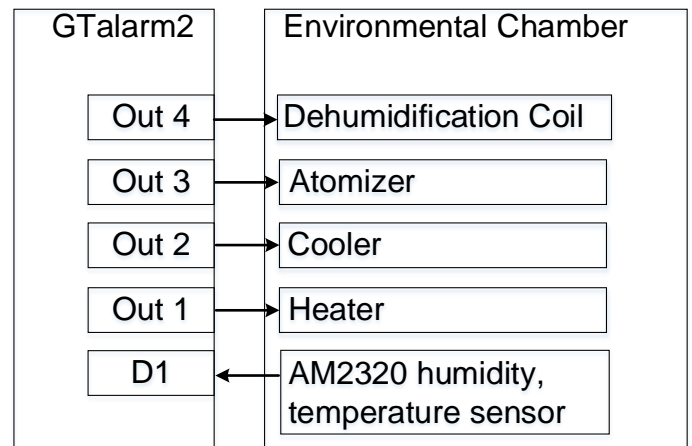 GTalarm2 Environmental Chamber
Out 4 Dehumidification Coil
Out 3 Atomizer
Out 2 Cooler
Out 1 Heater
D1 AM2320 humidity,
temperature sensor